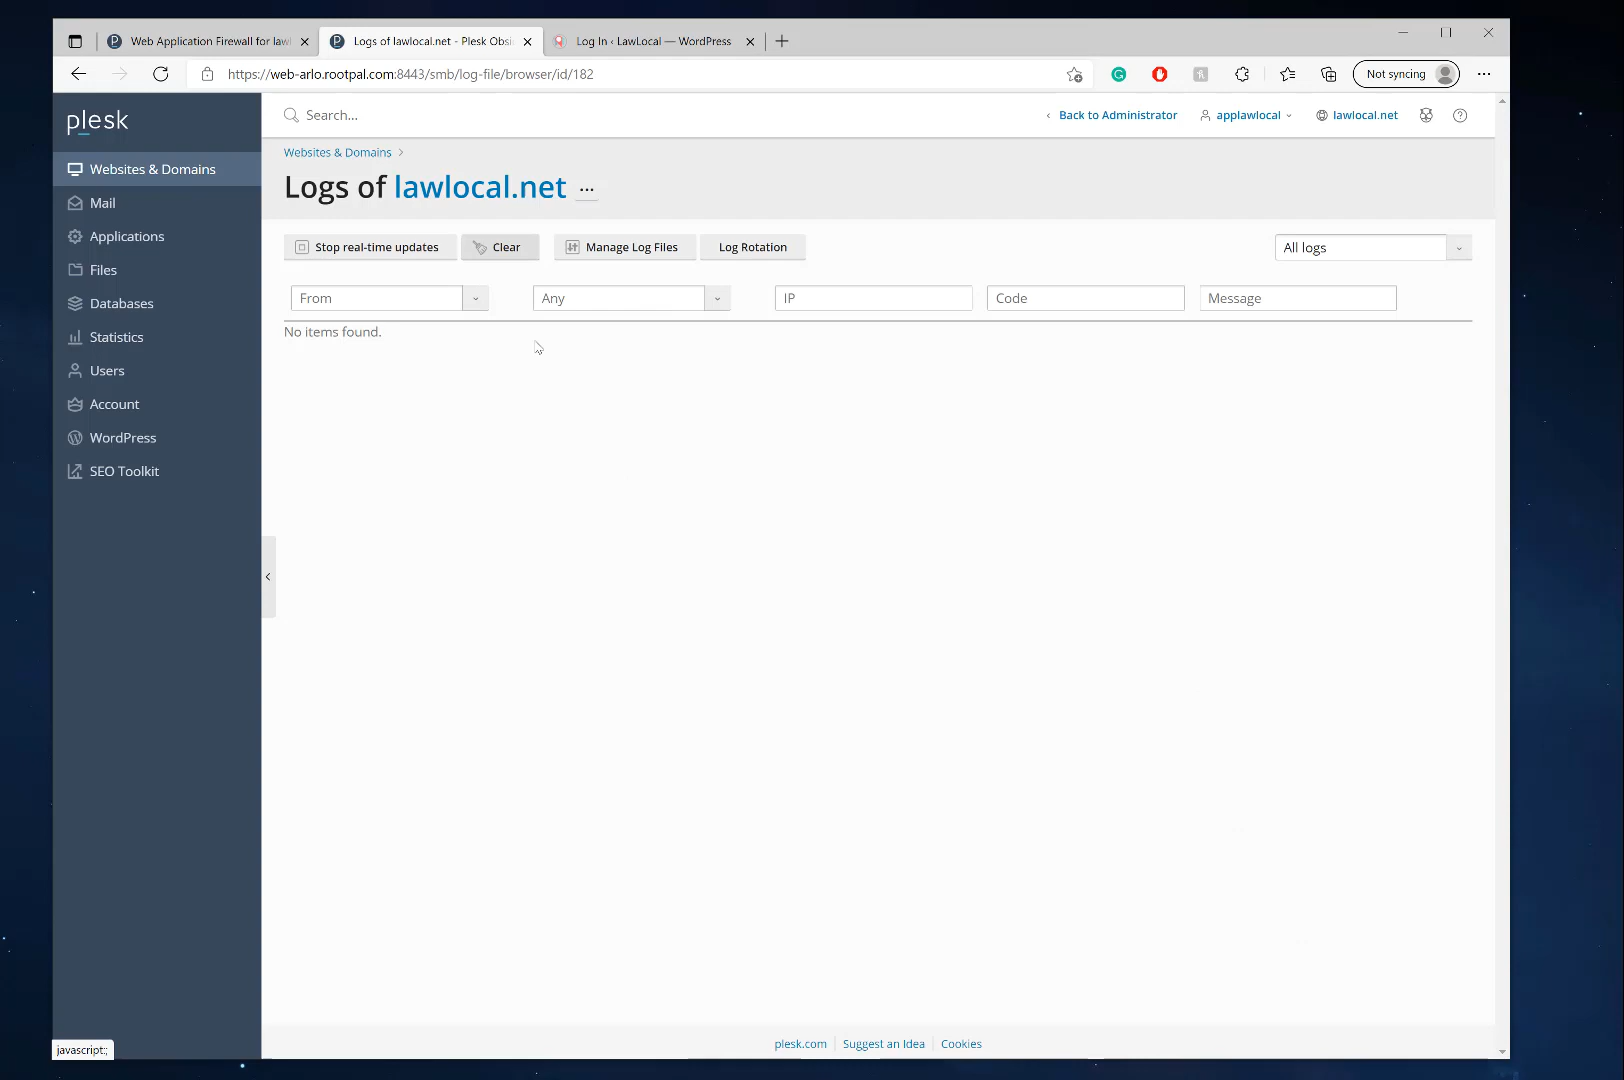 Web Application Firewall for lawl
Logs of lawlocal.net - Plesk Obsi
Log In ‹ LawLocal — WordPress
https://web-arlo.rootpal.com:8443/smb/log-file/browser/id/182
Not syncing
plesk
Search...
Back to Administrator
applawlocal
lawlocal.net
Websites & Domains
Mail
Applications
Files
Databases
Statistics
Users
Account
WordPress
SEO Toolkit
Websites & Domains >
Logs of lawlocal.net ...
Stop real-time updates
Clear
Manage Log Files
Log Rotation
All logs
From
Any
IP
Code
Message
No items found.
plesk.com
Suggest an Idea
Cookies
javascript:;